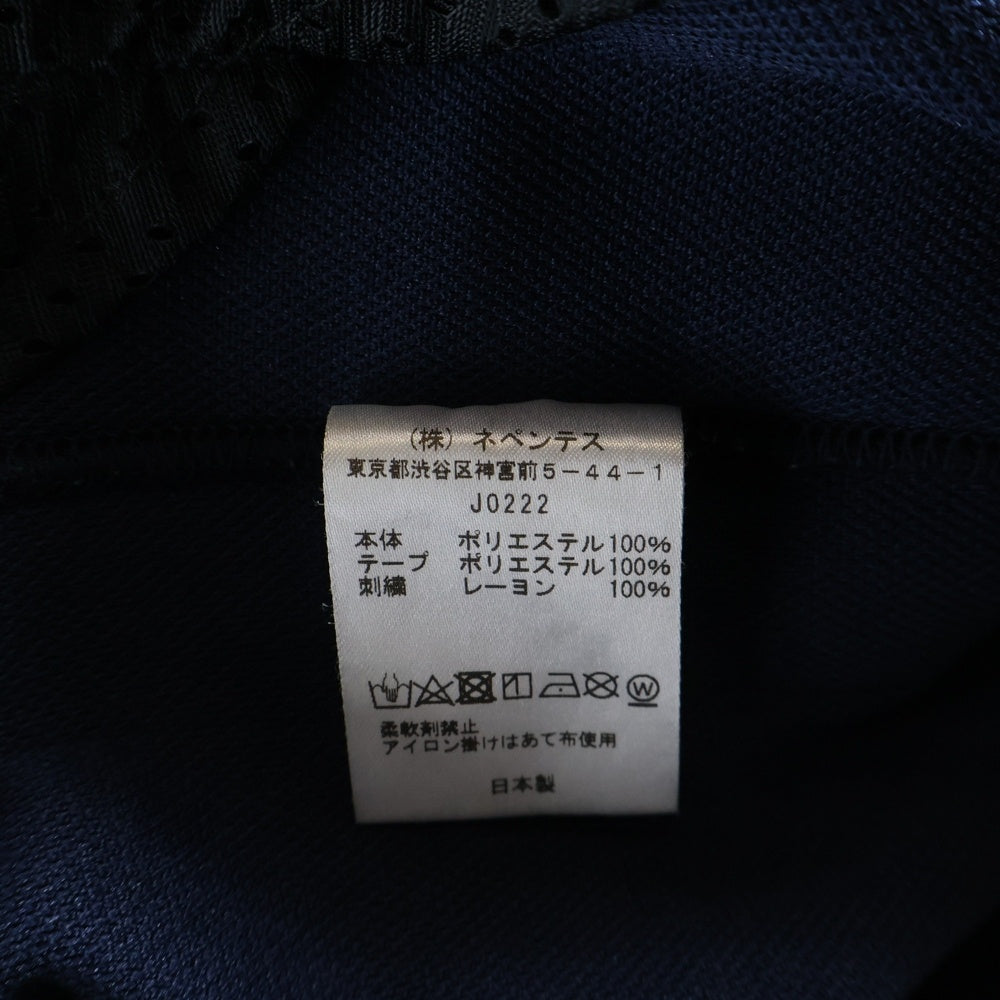 (株) ネペンテス
東京都渋谷区神宮前5-44-1
J0222
本体 ポリエステル100%
テープ ポリエステル100%
刺繍 レーヨン 100%
W
柔軟剤禁止
アイロン掛けはあて布使用
日本製